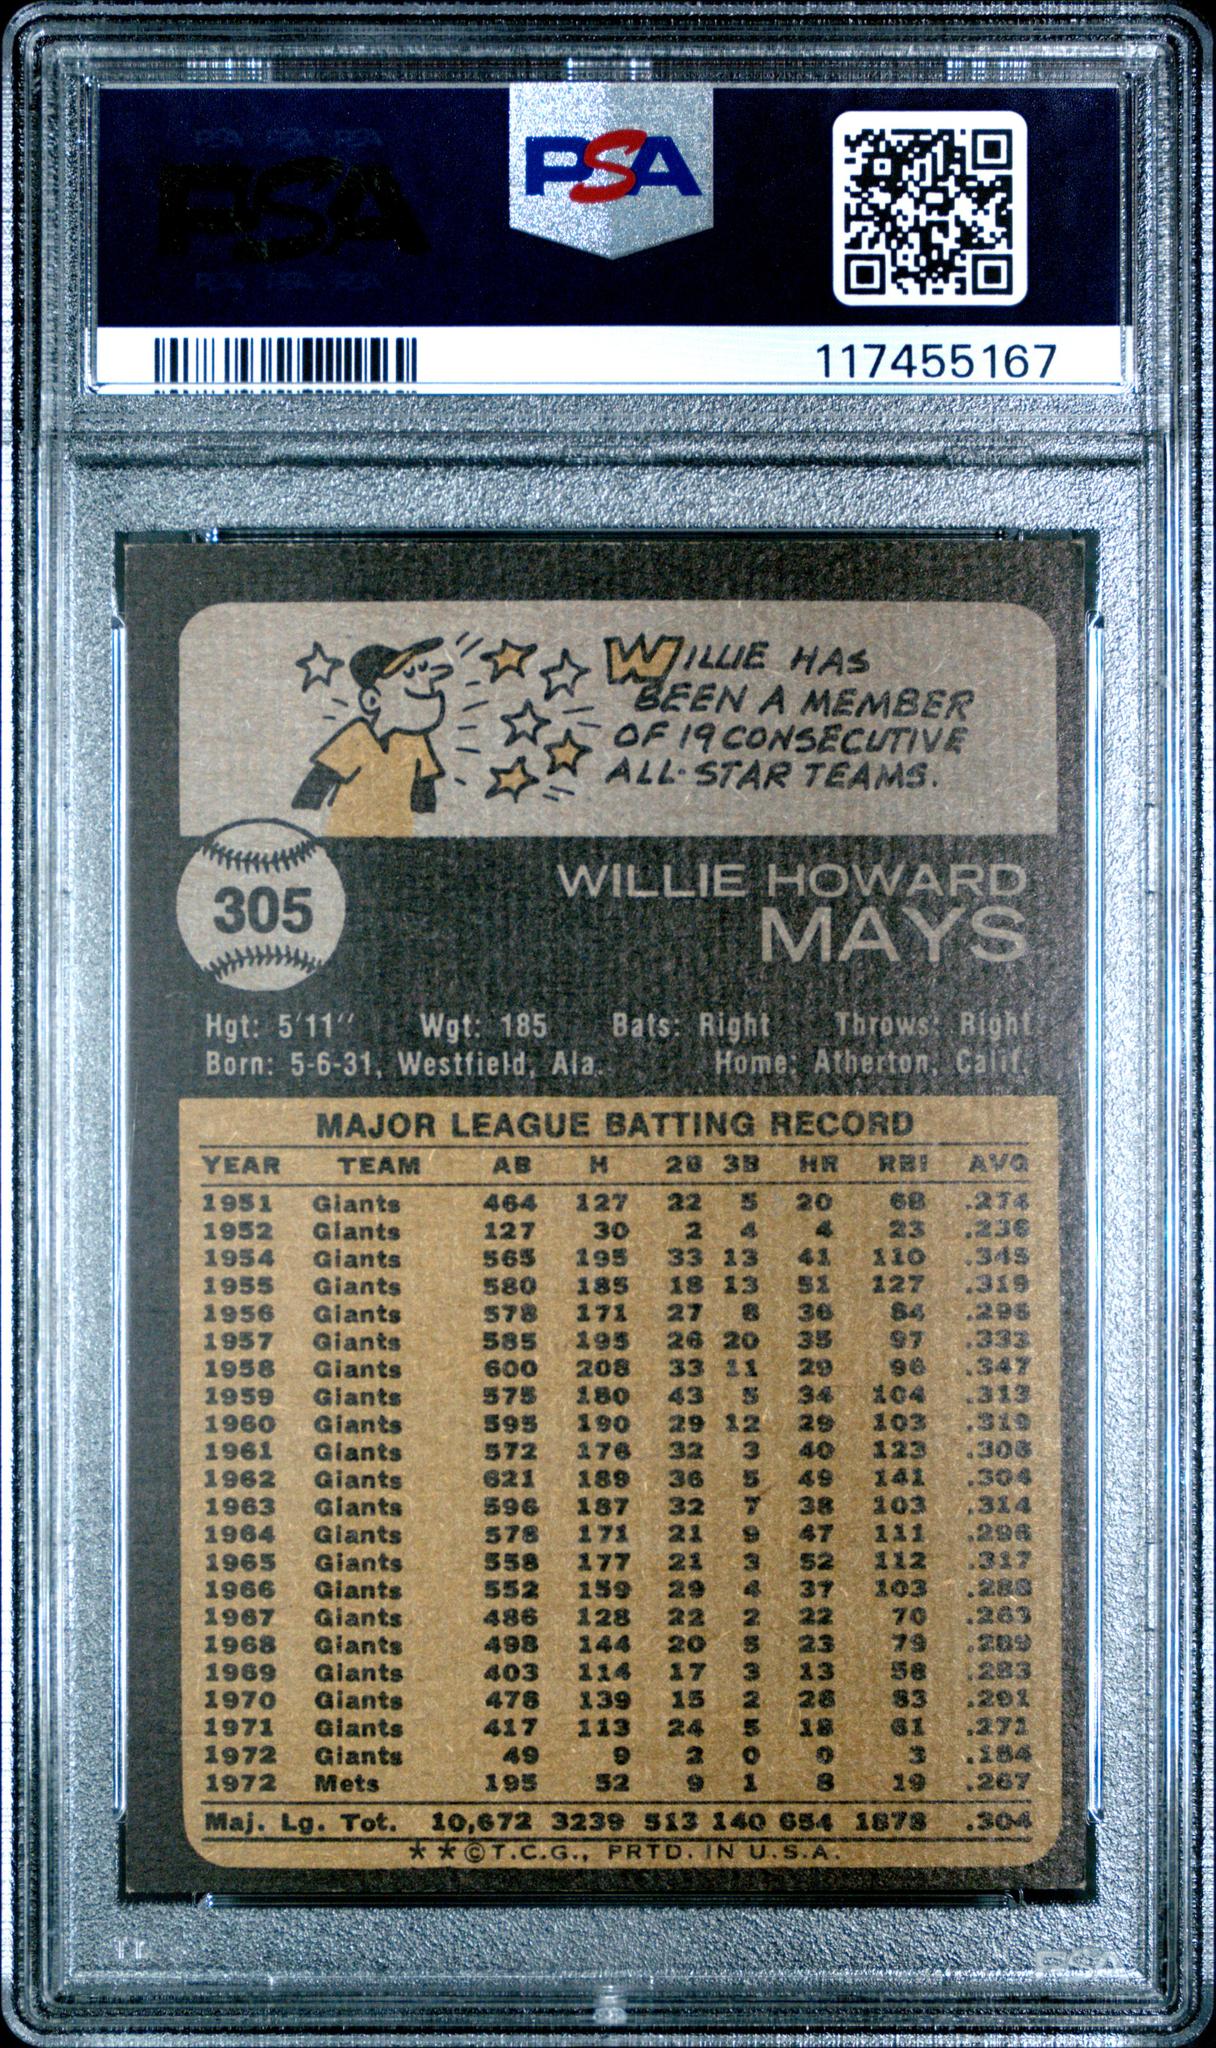 PSA PSA PSA
PSA
PSA PSA PSA
PSA
117455167
WILLIE HAS
BEEN A MEMBER
OF 19 CONSECUTIVE
ALL-STAR TEAMS.
305
WILLIE HOWARD
MAYS
Hgt: 5'11" Wgt: 185 Bats: Right Throws: Right
Born: 5-6-31, Westfield, Ala. Home: Atherton, Calif.
MAJOR LEAGUE BATTING RECORD
YEAR TEAM AB H 2B 3B HR RBI AVG
1951 Giants 464 127 22 5 20 68 .274
1952 Giants 127 30 2 4 4 23 .236
1954 Giants 565 195 33 13 41 110 .345
1955 Giants 580 185 18 13 51 127 .319
1956 Giants 578 171 27 8 36 84 .296
1957 Giants 585 195 26 20 35 97 .333
1958 Giants 600 208 33 11 29 96 .347
1959 Giants 575 180 43 5 34 104 .313
1960 Giants 595 190 29 12 29 103 .319
1961 Giants 572 176 32 3 40 123 .308
1962 Giants 621 189 36 5 49 141 .304
1963 Giants 596 187 32 7 38 103 .314
1964 Giants 578 171 21 9 47 111 .296
1965 Giants 558 177 21 3 52 112 .317
1966 Giants 552 159 29 4 37 103 .288
1967 Giants 486 128 22 2 22 70 .263
1968 Giants 498 144 20 5 23 79 .289
1969 Giants 403 114 17 3 13 58 .283
1970 Giants 478 139 15 2 28 83 .291
1971 Giants 417 113 24 5 18 61 .271
1972 Giants 49 9 2 0 0 3 .184
1972 Mets 195 52 9 1 8 19 .267
Maj. Lg. Tot. 10,672 3239 513 140 654 1878 .304
**©T.C.G., PRTD. IN U.S.A.
PSA